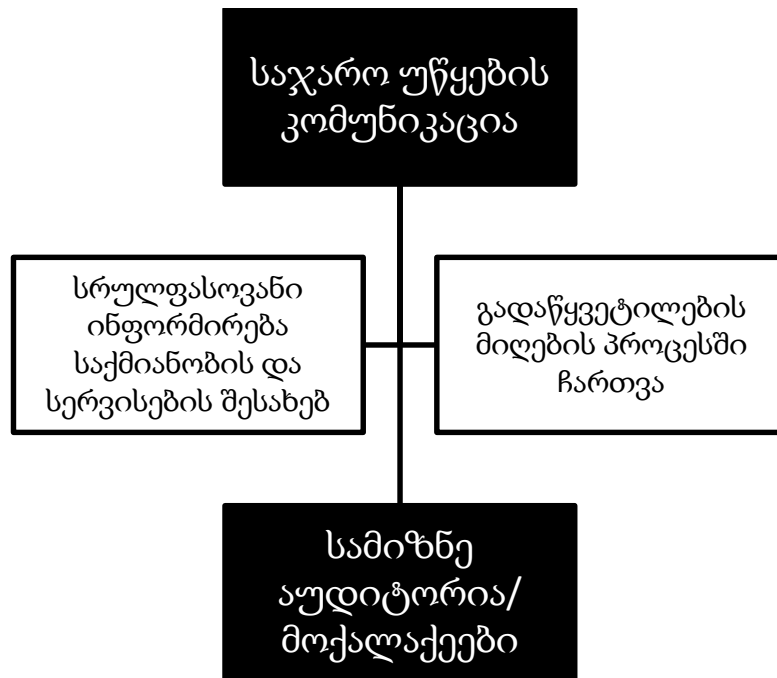 საჯარო უწყების
კომუნიკაცია
სრულფასოვანი
ინფორმირება
საქმიანობის და
სერვისების შესახებ
გადაწყვეტილების
მიღების პროცესში
ჩართვა
სამიზნე
აუდიტორია/
მოქალაქეები